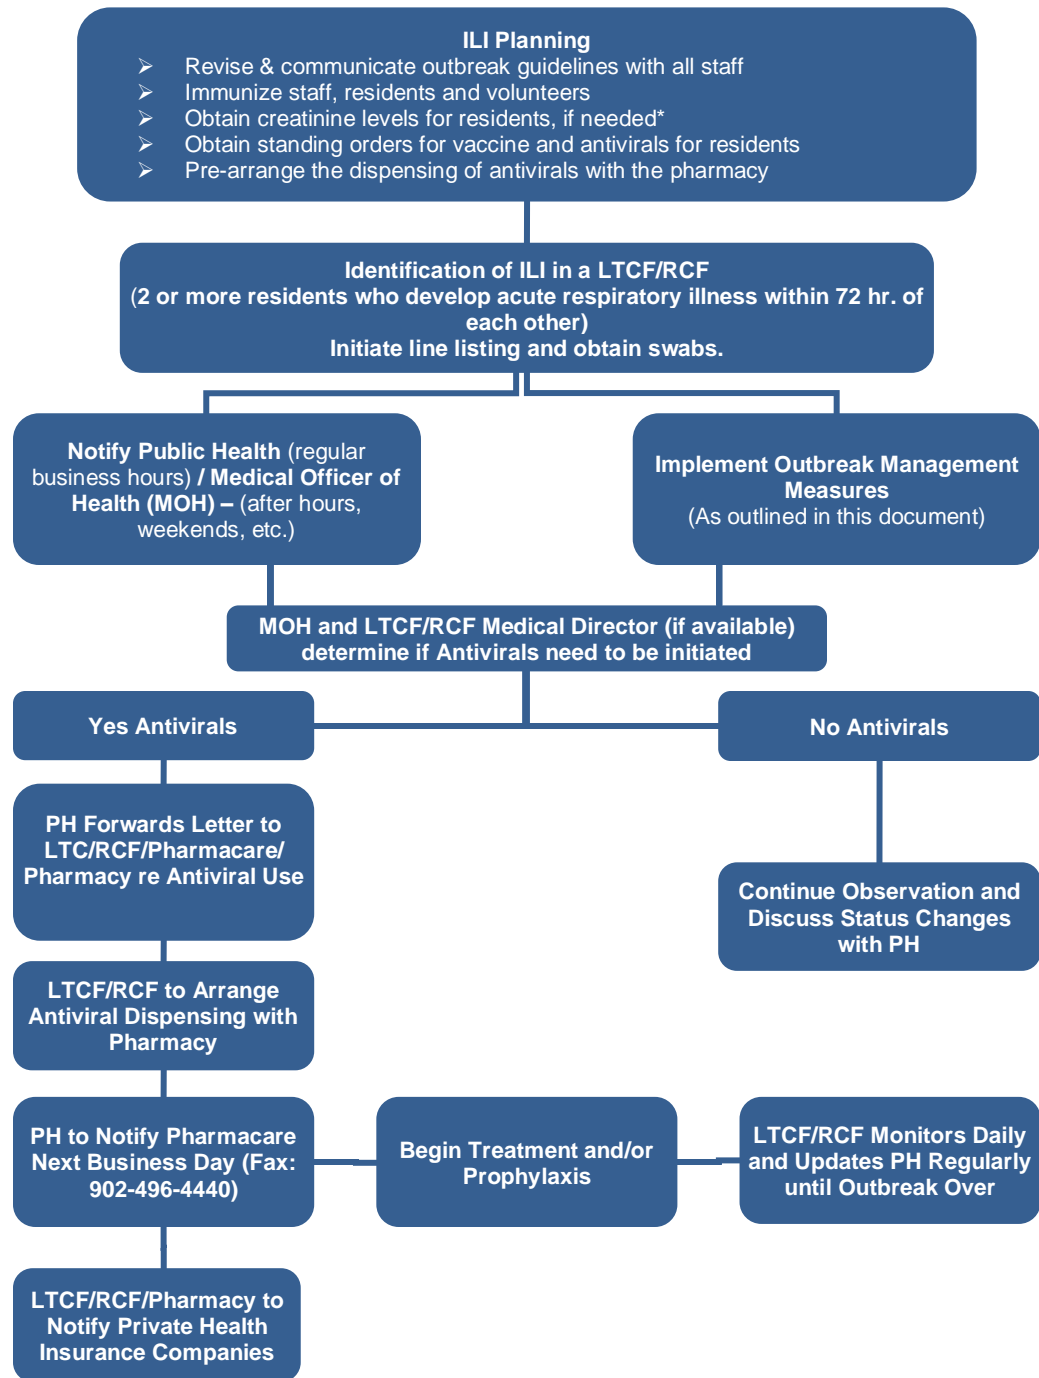 ILI Planning
➢ Revise & communicate outbreak guidelines with all staff
➢ Immunize staff, residents and volunteers
➢ Obtain creatinine levels for residents, if needed*
➢ Obtain standing orders for vaccine and antivirals for residents
➢ Pre-arrange the dispensing of antivirals with the pharmacy
Identification of ILI in a LTCF/RCF
(2 or more residents who develop acute respiratory illness within 72 hr. of
each other)
Initiate line listing and obtain swabs.
Notify Public Health (regular
business hours) / Medical Officer of
Health (MOH) – (after hours,
weekends, etc.)
Implement Outbreak Management
Measures
(As outlined in this document)
MOH and LTCF/RCF Medical Director (if available)
determine if Antivirals need to be initiated
Yes Antivirals
No Antivirals
PH Forwards Letter to
LTC/RCF/Pharmacare/
Pharmacy re Antiviral Use
Continue Observation and
Discuss Status Changes
with PH
LTCF/RCF to Arrange
Antiviral Dispensing with
Pharmacy
PH to Notify Pharmacare
Next Business Day (Fax:
902-496-4440)
Begin Treatment and/or
Prophylaxis
LTCF/RCF Monitors Daily
and Updates PH Regularly
until Outbreak Over
LTCF/RCF/Pharmacy to
Notify Private Health
Insurance Companies